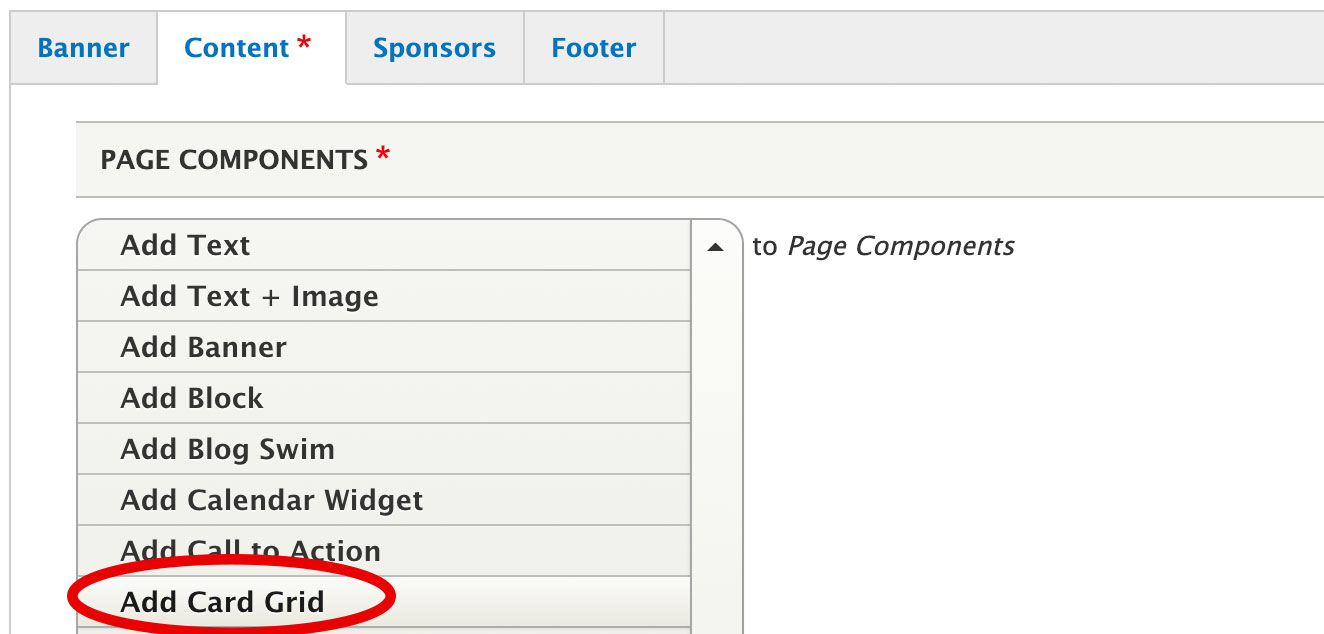 Banner Content * Sponsors Footer
PAGE COMPONENTS *
Add Text to Page Components
Add Text + Image
Add Banner
Add Block
Add Blog Swim
Add Calendar Widget
Add Call to Action
Add Card Grid